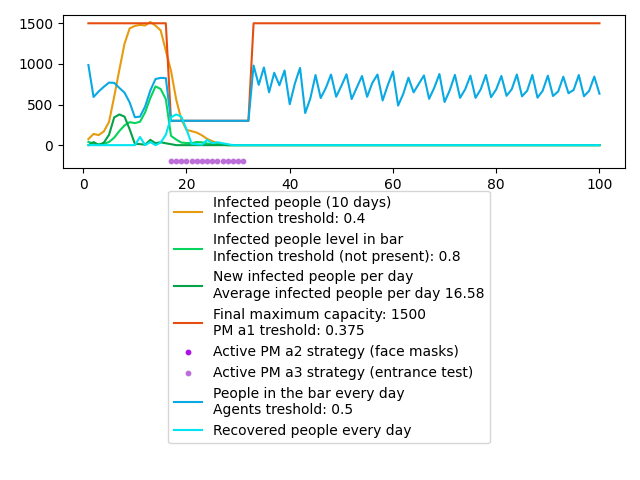 1500
1000
500
0
0
20
40
60
80
100
Infected people (10 days)
Infection treshold: 0.4
Infected people level in bar
Infection treshold (not present): 0.8
New infected people per day
Average infected people per day 16.58
Final maximum capacity: 1500
PM a1 treshold: 0.375
Active PM a2 strategy (face masks)
Active PM a3 strategy (entrance test)
People in the bar every day
Agents treshold: 0.5
Recovered people every day